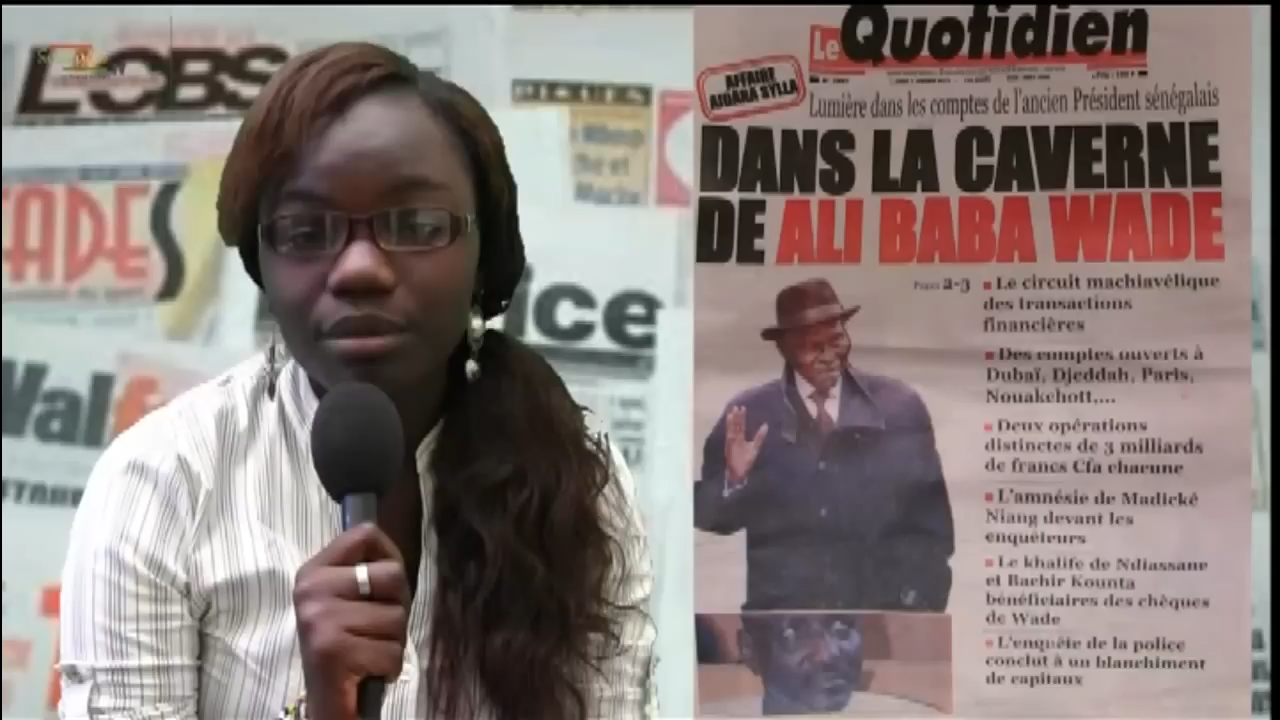 L'OBS
TADES
ice
Walf
Le Quotidien
AFFAIRE
AIDARA SYLLA
Lumière dans les comptes de l'ancien Président sénégalais
DANS LA CAVERNE
DE ALI BABA WADE
Pages 2-3
Le circuit machiavélique
des transactions
financières
Des comptes ouverts à
Dubaï, Djeddah, Paris,
Nouakchott,...
Deux opérations
distinctes de 3 milliards
de francs Cfa chacune
L'amnésie de Madické
Niang devant les
enquêteurs
Le khalife de Ndiassane
et Bachir Kounta
bénéficiaires des chèques
de Wade
L'enquête de la police
conclut à un blanchiment
de capitaux